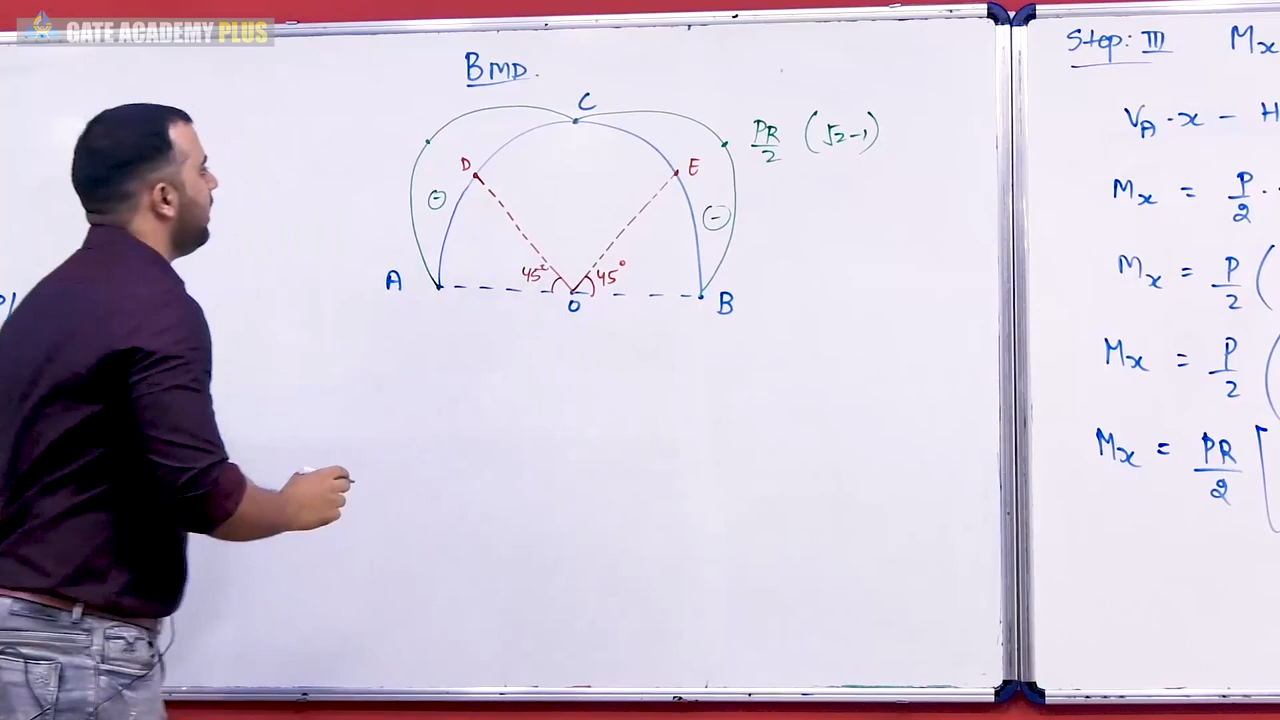 GATE ACADEMY PLUS
BMD.
C
PR/2 (√2-1)
D
E
⊖
⊖
A
45°
45°
O
B
Step: III Mx
V_A · x - H
Mx = P/2 ·
Mx = P/2 (
Mx = P/2 (
Mx = PR/2 [